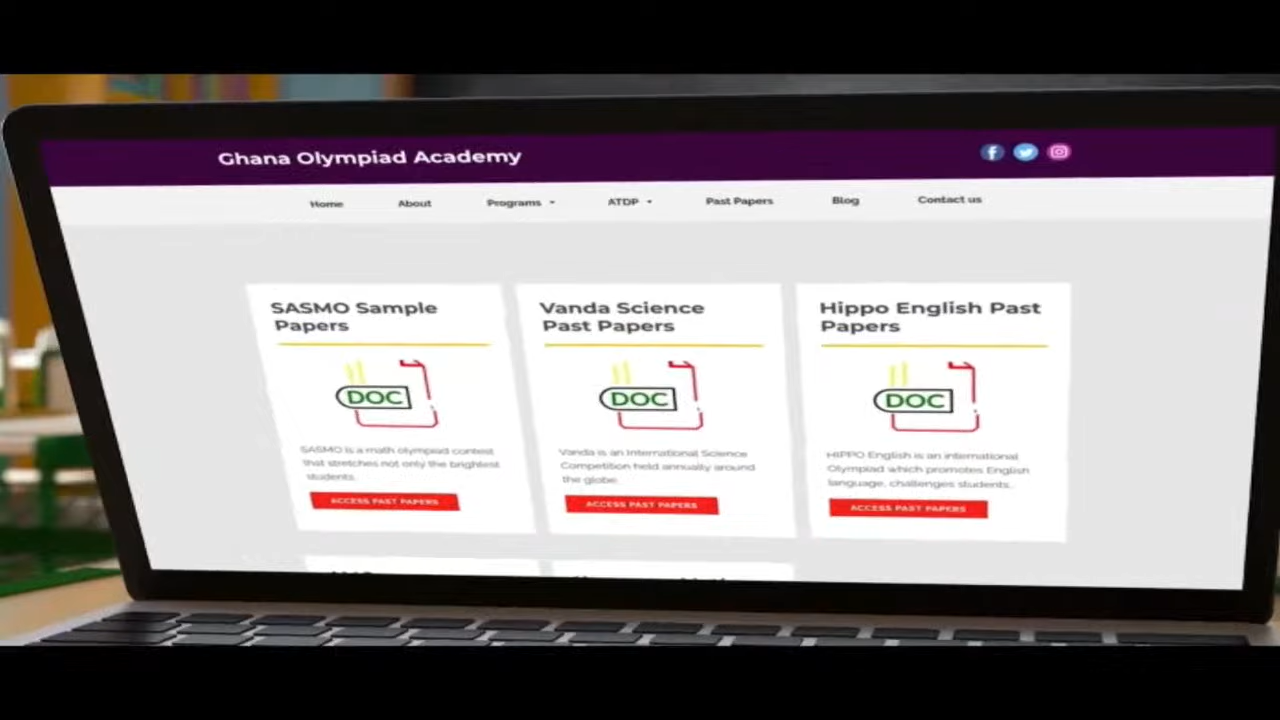 Ghana Olympiad Academy
Home About Programs ATDP Past Papers Blog Contact us
SASMO Sample
Papers
DOC
SASMO is a math olympiad contest
that stretches not only the brightest
students.
ACCESS PAST PAPERS
Vanda Science
Past Papers
DOC
Vanda is an International Science
Competition held annually around
the globe.
ACCESS PAST PAPERS
Hippo English Past
Papers
DOC
HIPPO English is an international
Olympiad which promotes English
language, challenges students..
ACCESS PAST PAPERS